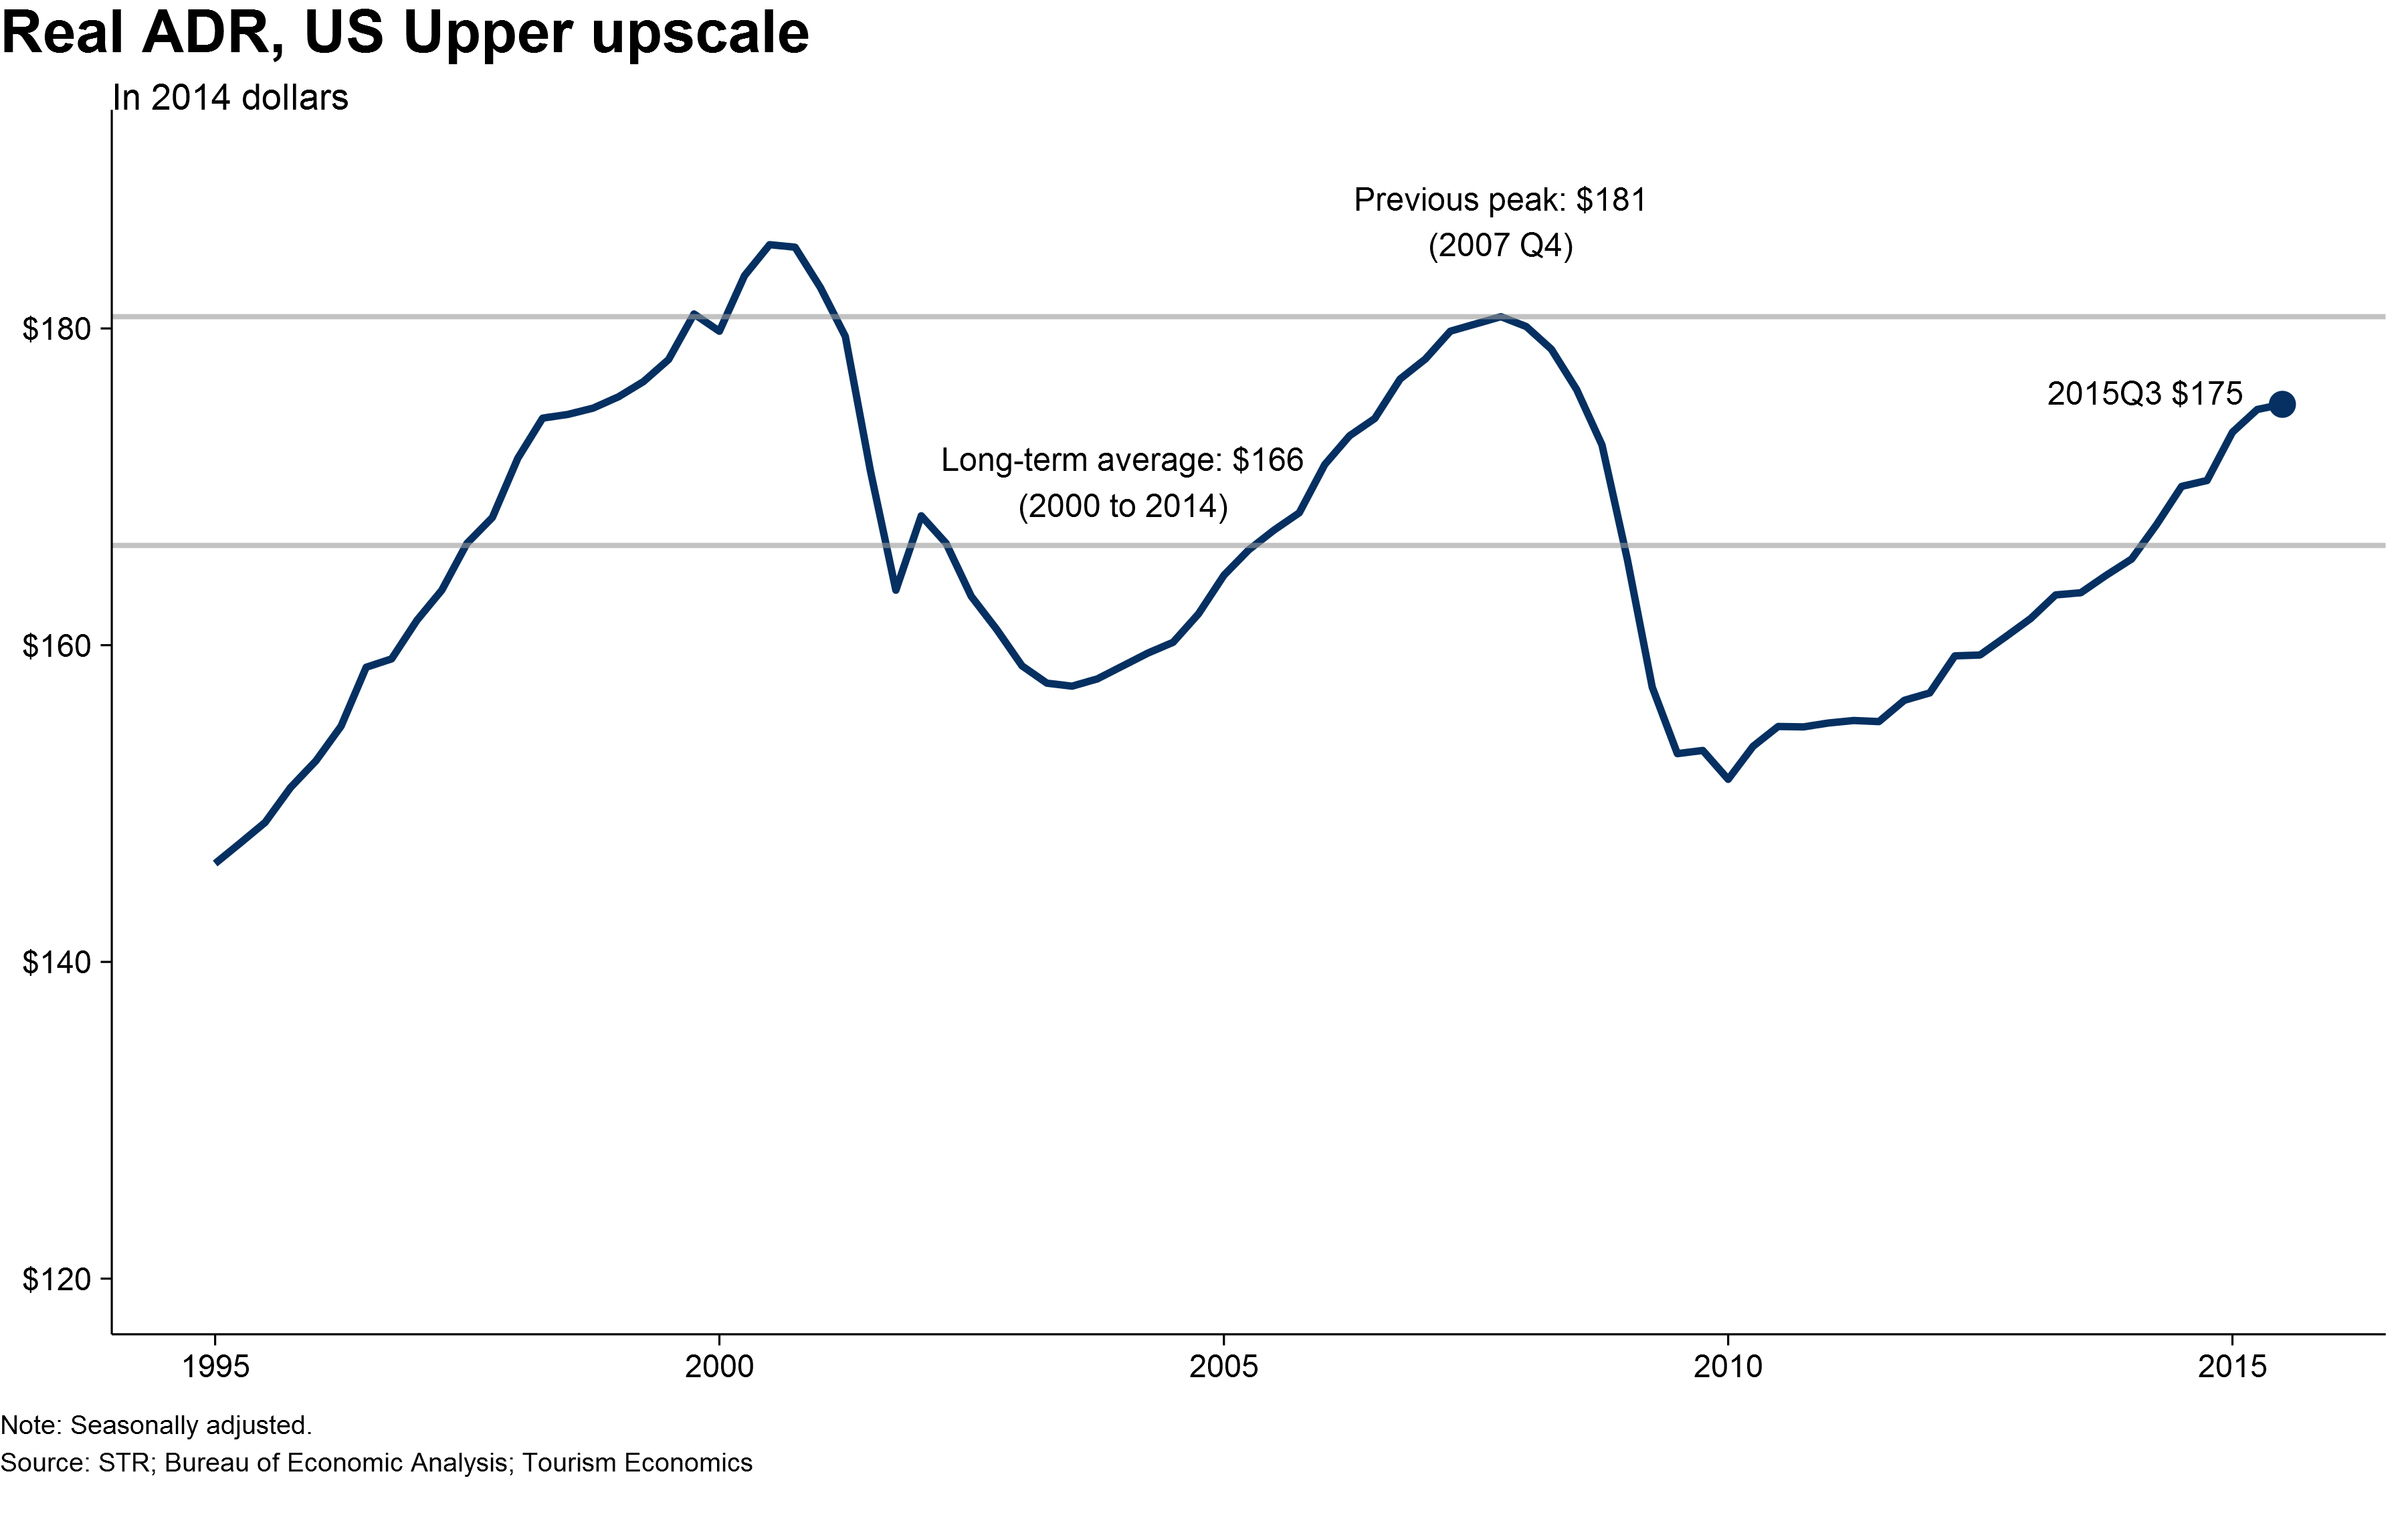 Real ADR, US Upper upscale
In 2014 dollars
Previous peak: $181
(2007 Q4)
$180
2015Q3 $175
Long-term average: $166
(2000 to 2014)
$160
$140
$120
1995 2000 2005 2010 2015
Note: Seasonally adjusted.
Source: STR; Bureau of Economic Analysis; Tourism Economics